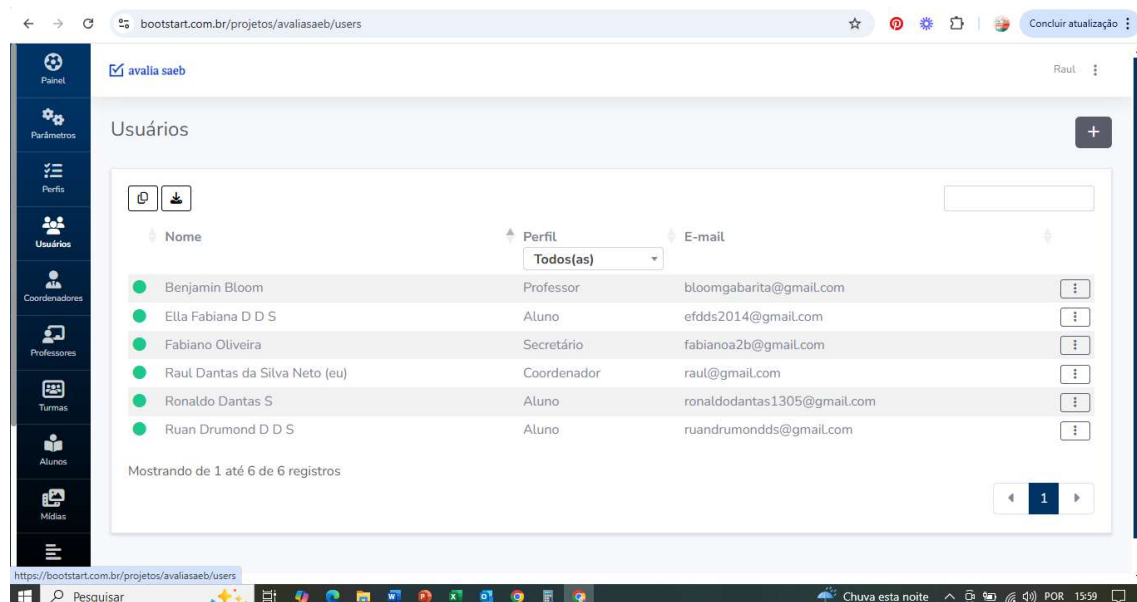 bootstart.com.br/projetos/avaliasaeb/users
Concluir atualização
Painel
avalia saeb
Raul
Parâmetros
Usuários
+
Perfis
Usuários
Nome
Perfil
E-mail
Todos(as)
Benjamin Bloom Professor bloomgabarita@gmail.com
Ella Fabiana D D S Aluno efdds2014@gmail.com
Fabiano Oliveira Secretário fabianoa2b@gmail.com
Raul Dantas da Silva Neto (eu) Coordenador raul@gmail.com
Ronaldo Dantas S Aluno ronaldodantas1305@gmail.com
Ruan Drumond D D S Aluno ruandrumondds@gmail.com
Coordenadores
Professores
Turmas
Alunos
Mídias
Mostrando de 1 até 6 de 6 registros
1
https://bootstart.com.br/projetos/avaliasaeb/users
Pesquisar
Chuva esta noite
POR 15:59